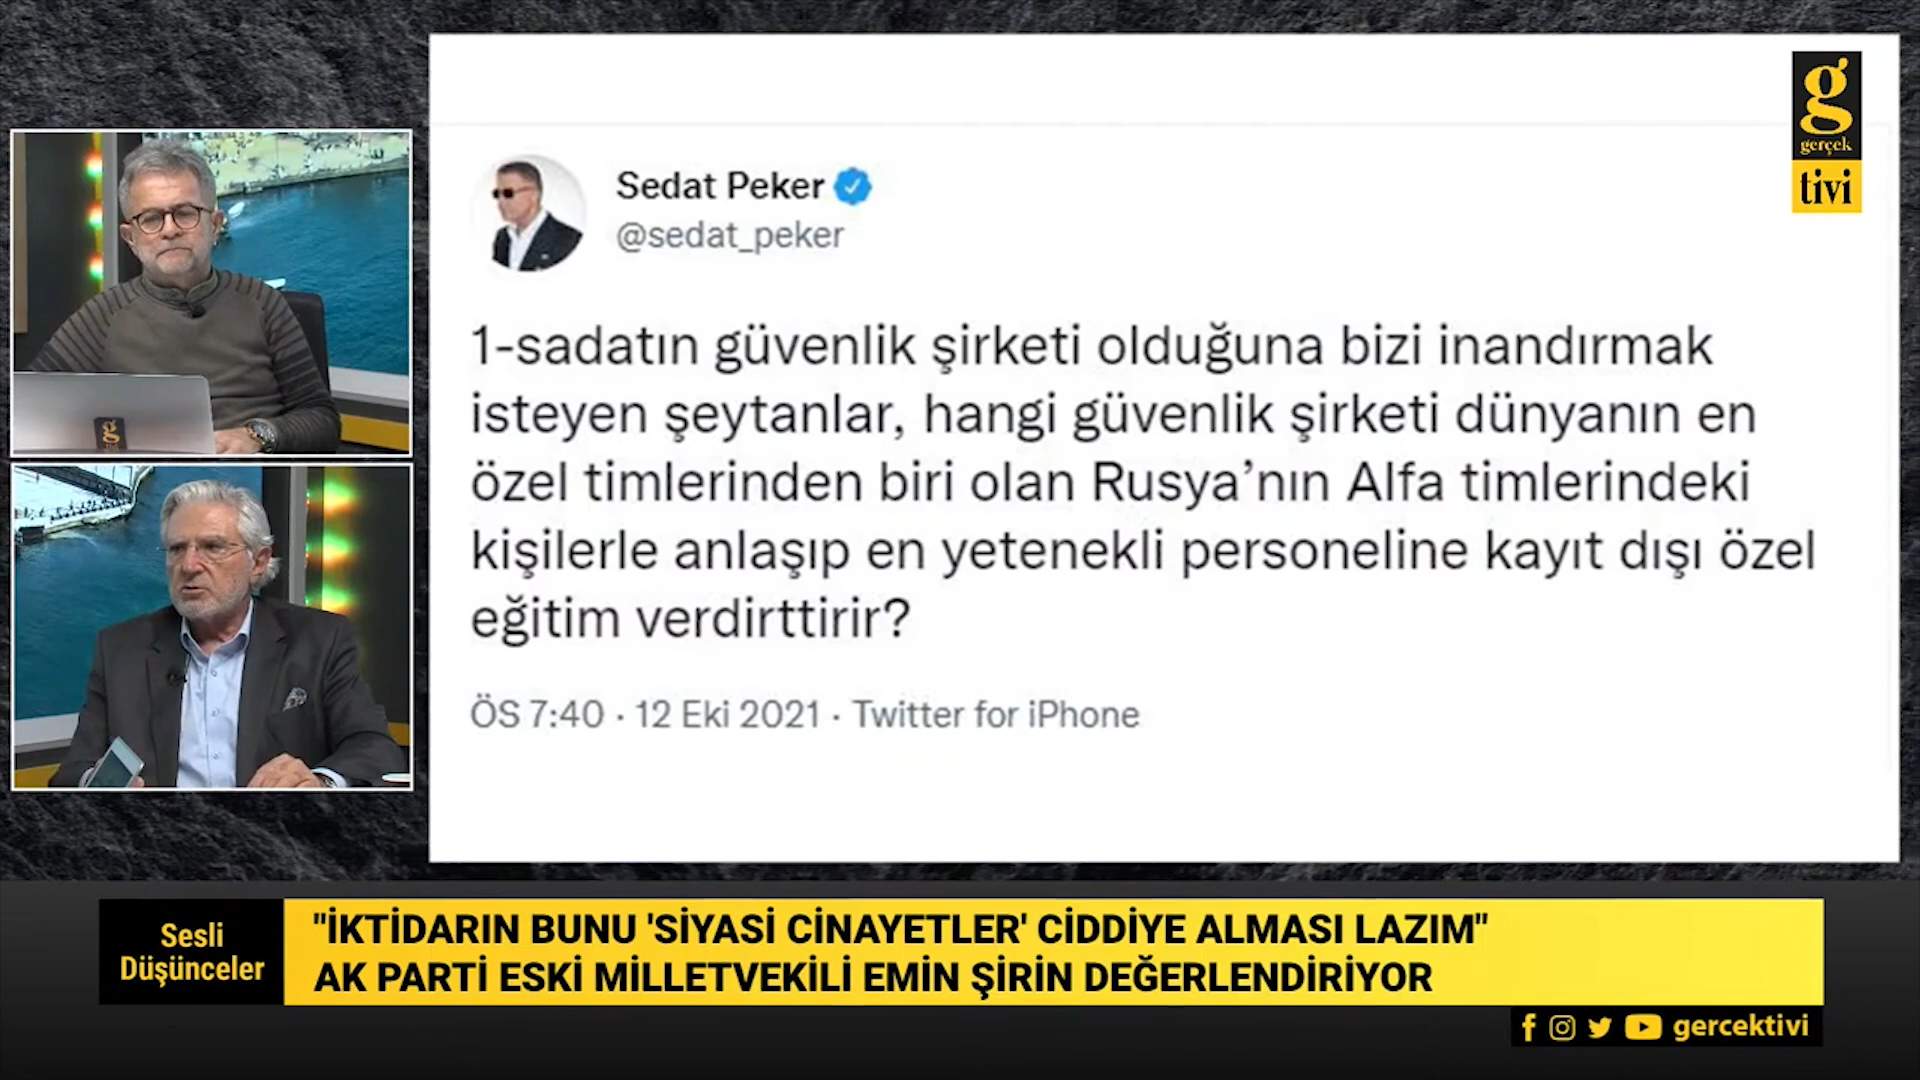 g
gerçek
tivi
Sedat Peker
@sedat_peker
1-sadatın güvenlik şirketi olduğuna bizi inandırmak
isteyen şeytanlar, hangi güvenlik şirketi dünyanın en
özel timlerinden biri olan Rusya’nın Alfa timlerindeki
kişilerle anlaşıp en yetenekli personeline kayıt dışı özel
eğitim verdirttirir?
ÖS 7:40 · 12 Eki 2021 · Twitter for iPhone
Sesli
Düşünceler
"İKTİDARIN BUNU 'SİYASİ CİNAYETLER' CİDDİYE ALMASI LAZIM"
AK PARTİ ESKİ MİLLETVEKİLİ EMİN ŞİRİN DEĞERLENDİRİYOR
gercektivi